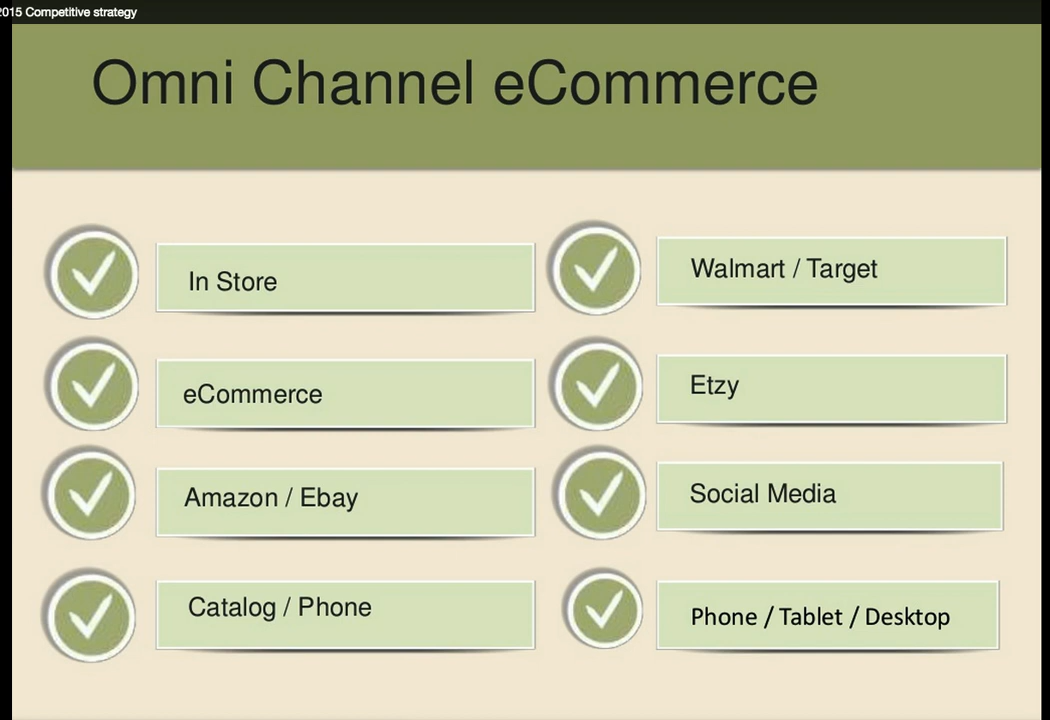 2015 Competitive strategy
Omni Channel eCommerce
In Store
eCommerce
Amazon / Ebay
Catalog / Phone
Walmart / Target
Etzy
Social Media
Phone / Tablet / Desktop